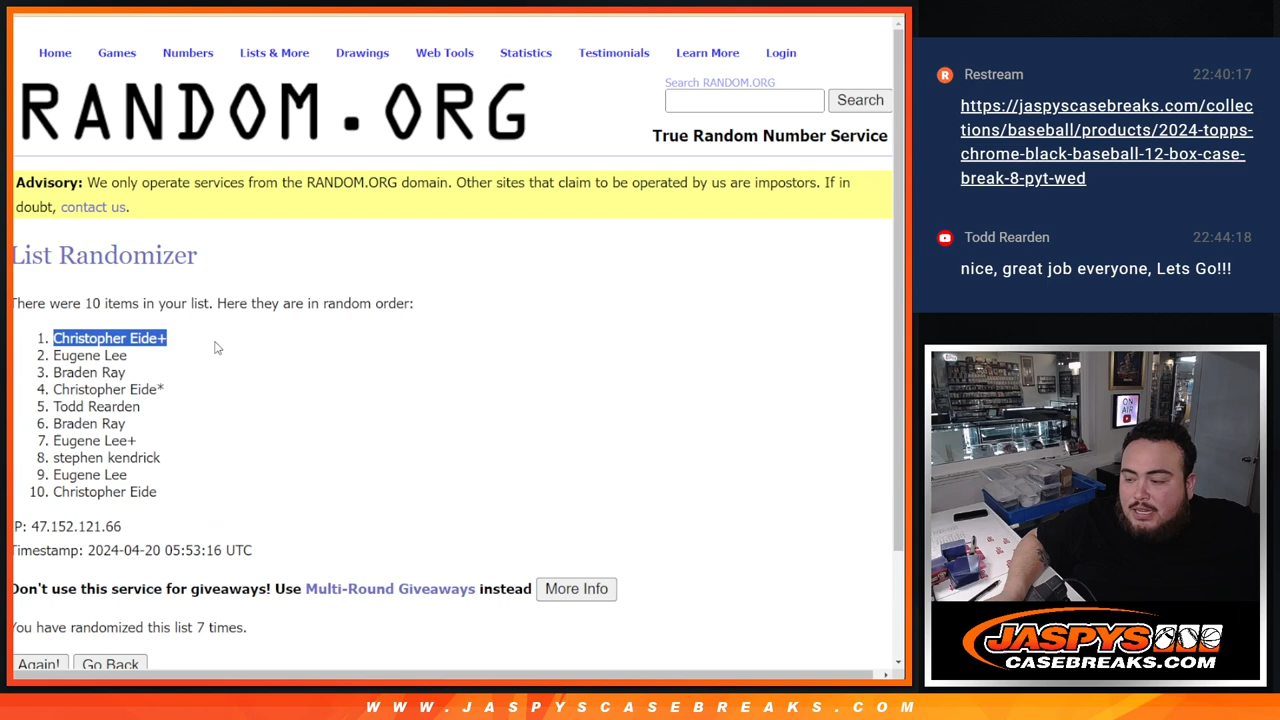 Home Games Numbers Lists & More Drawings Web Tools Statistics Testimonials Learn More Login
RANDOM.ORG
Search RANDOM.ORG
Search
True Random Number Service
Advisory: We only operate services from the RANDOM.ORG domain. Other sites that claim to be operated by us are impostors. If in
doubt, contact us.
List Randomizer
There were 10 items in your list. Here they are in random order:
1. Christopher Eide+
2. Eugene Lee
3. Braden Ray
4. Christopher Eide*
5. Todd Rearden
6. Braden Ray
7. Eugene Lee+
8. stephen kendrick
9. Eugene Lee
10. Christopher Eide
IP: 47.152.121.66
Timestamp: 2024-04-20 05:53:16 UTC
Don't use this service for giveaways! Use Multi-Round Giveaways instead More Info
You have randomized this list 7 times.
Again! Go Back
Restream 22:40:17
https://jaspyscasebreaks.com/collec
tions/baseball/products/2024-topps-
chrome-black-baseball-12-box-case-
break-8-pyt-wed
Todd Rearden 22:44:18
nice, great job everyone, Lets Go!!!
ON
AIR
JASPYS
CASEBREAKS.COM
WWW.JASPYSCASEBREAKS.COM